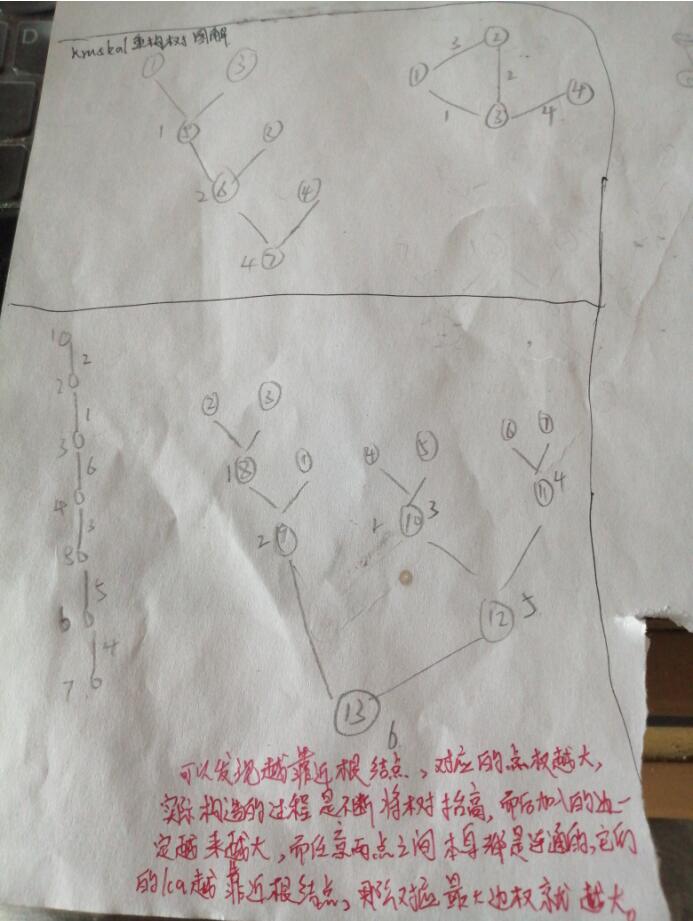 kruskal重构树图解
① ③ 3 ②
① 2 ④
1 ⑤ ② 1 ③ 4
2 ⑥ ④
4 ⑦
1 2
2 1
3 6
4 3
5 5
6 4
7
② ③ ④ ⑤ ⑥ ⑦
1 ⑧ ① ⑩ 3 ⑪ 4
2 ⑨ ⑫ 5
⑬ 6
可以发现越靠近根结点,对应的点权越大,
实际构造的过程是不断将树抬高,而后加入的边一
定越来越大,而任意两点之间本身就是连通的,它的
的lca越靠近根结点,那么对应最大边权就越大。